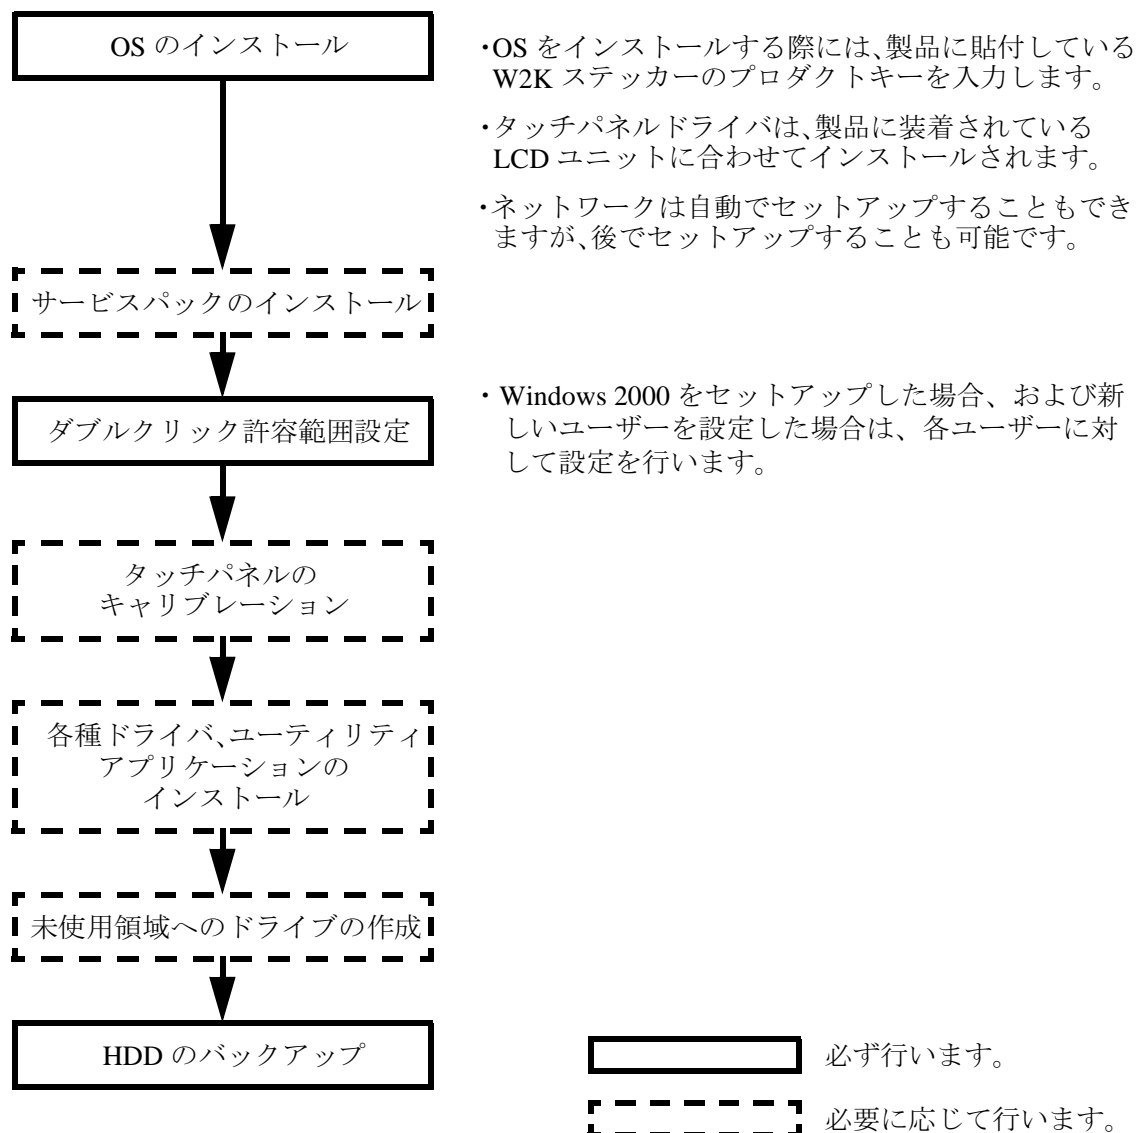 OS のインストール
・OS をインストールする際には、製品に貼付している
W2K ステッカーのプロダクトキーを入力します。
・タッチパネルドライバは、製品に装着されている
LCD ユニットに合わせてインストールされます。
・ネットワークは自動でセットアップすることもでき
ますが、後でセットアップすることも可能です。
サービスパックのインストール
ダブルクリック許容範囲設定
・Windows 2000 をセットアップした場合、および新
しいユーザーを設定した場合は、各ユーザーに対
して設定を行います。
タッチパネルの
キャリブレーション
各種ドライバ、ユーティリティ
アプリケーションの
インストール
未使用領域へのドライブの作成
HDD のバックアップ
必ず行います。
必要に応じて行います。